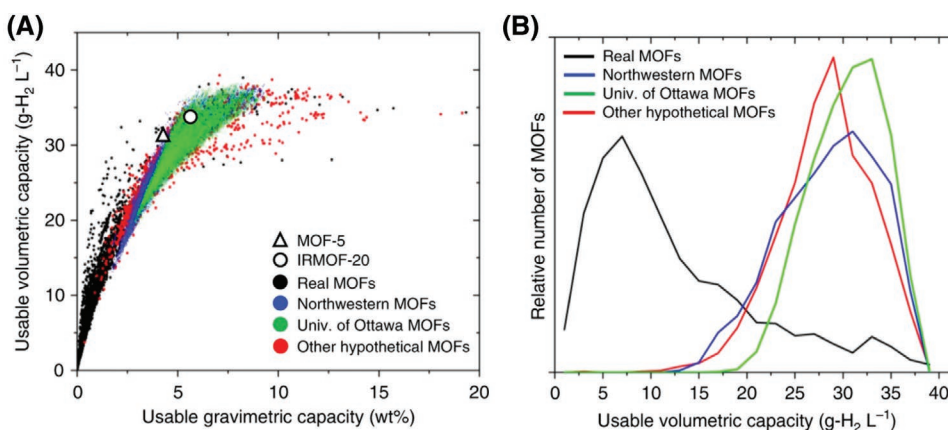 (A)
Usable volumetric capacity (g-H₂ L⁻¹)
40
30
20
10
0
0
5
10
15
20
Usable gravimetric capacity (wt%)
MOF-5
IRMOF-20
Real MOFs
Northwestern MOFs
Univ. of Ottawa MOFs
Other hypothetical MOFs
(B)
Relative number of MOFs
Real MOFs
Northwestern MOFs
Univ. of Ottawa MOFs
Other hypothetical MOFs
0
5
10
15
20
25
30
35
40
Usable volumetric capacity (g-H₂ L⁻¹)